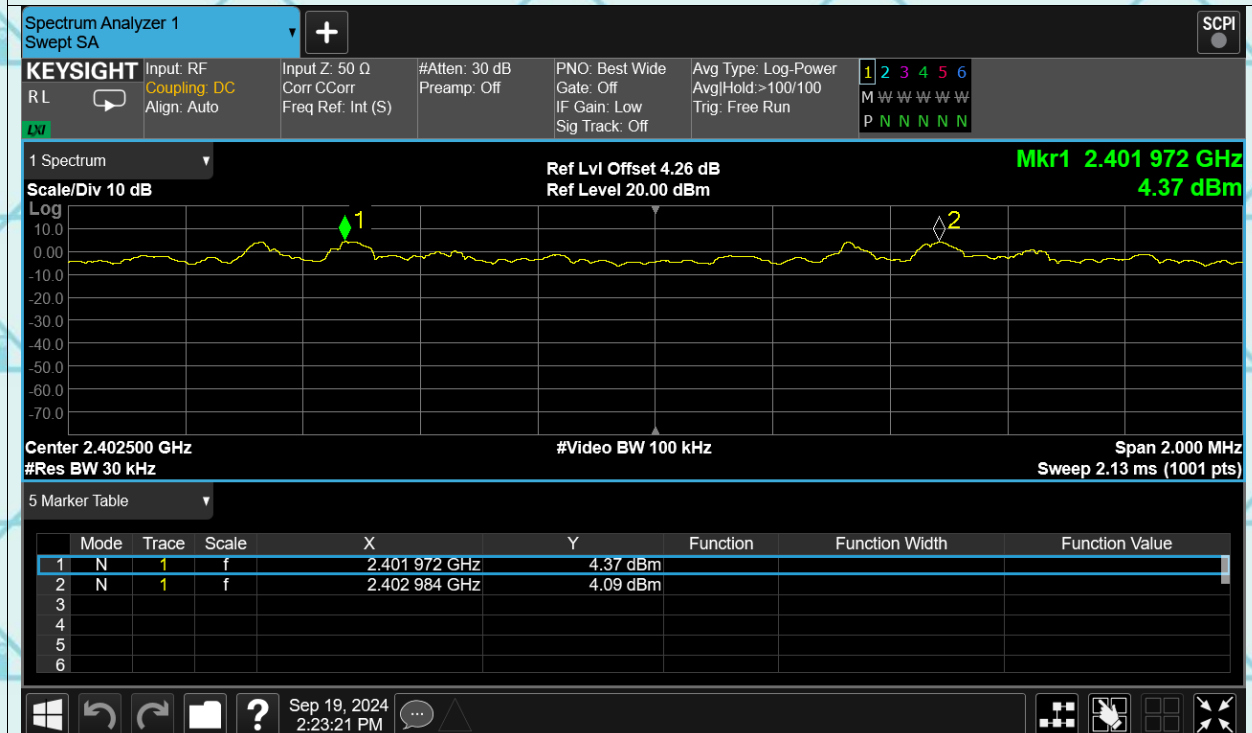 Spectrum Analyzer 1
Swept SA
+
SCPI
KEYSIGHT
RL
LXI
Input: RF
Coupling: DC
Align: Auto
Input Z: 50 Ω
Corr CCorr
Freq Ref: Int (S)
#Atten: 30 dB
Preamp: Off
PNO: Best Wide
Gate: Off
IF Gain: Low
Sig Track: Off
Avg Type: Log-Power
Avg|Hold:>100/100
Trig: Free Run
1 2 3 4 5 6
M W W W W W W
P N N N N N N
1 Spectrum
Scale/Div 10 dB
Ref Lvl Offset 4.26 dB
Ref Level 20.00 dBm
Mkr1 2.401 972 GHz
4.37 dBm
Log
10.0
0.00
-10.0
-20.0
-30.0
-40.0
-50.0
-60.0
-70.0
1
2
Center 2.402500 GHz
#Video BW 100 kHz
Span 2.000 MHz
#Res BW 30 kHz
Sweep 2.13 ms (1001 pts)
5 Marker Table
Mode Trace Scale X Y Function Function Width Function Value
1 N 1 f 2.401 972 GHz 4.37 dBm
2 N 1 f 2.402 984 GHz 4.09 dBm
3
4
5
6
?
Sep 19, 2024
2:23:21 PM